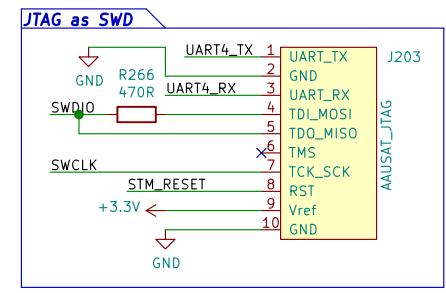 JTAG as SWD
UART4_TX 1 UART_TX J203
GND 2 GND
R266
470R UART4_RX 3 UART_RX
SWDIO 4 TDI_MOSI
5 TDO_MISO
6 TMS
SWCLK 7 TCK_SCK
STM_RESET 8 RST
+3.3V 9 Vref
10 GND
GND
AAUSAT_JTAG